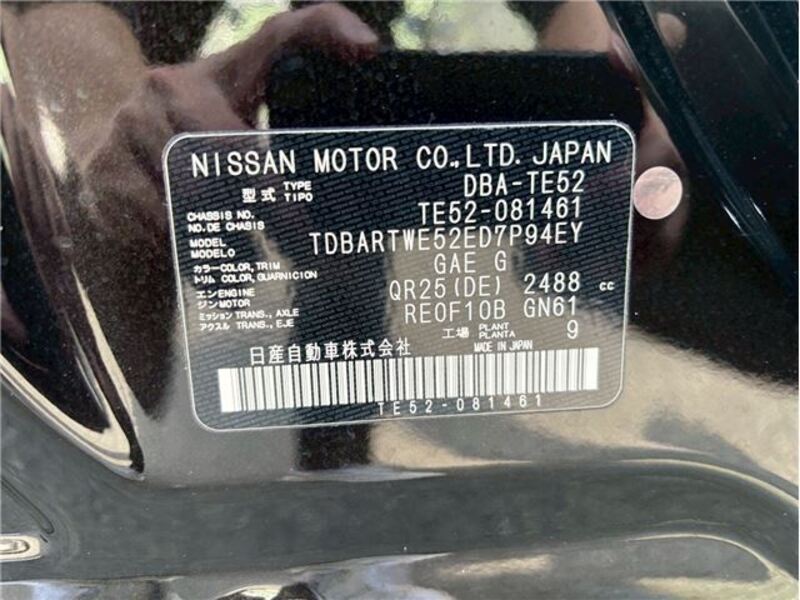 NISSAN MOTOR CO.,LTD. JAPAN
型式 TYPE TIPO DBA-TE52
CHASSIS NO. NO.DE CHASIS TE52-081461
MODEL MODELO TDBARTWE52ED7P94EY
カラー COLOR, TRIM トリム COLOR, GUARNICION GAE G
エンジン ENGINE MOTOR QR25(DE) 2488 cc
ミッション TRANS., AXLE アクスル TRANS., EJE RE0F10B GN61
工場 PLANT PLANTA 9
日産自動車株式会社 MADE IN JAPAN
TE52-081461